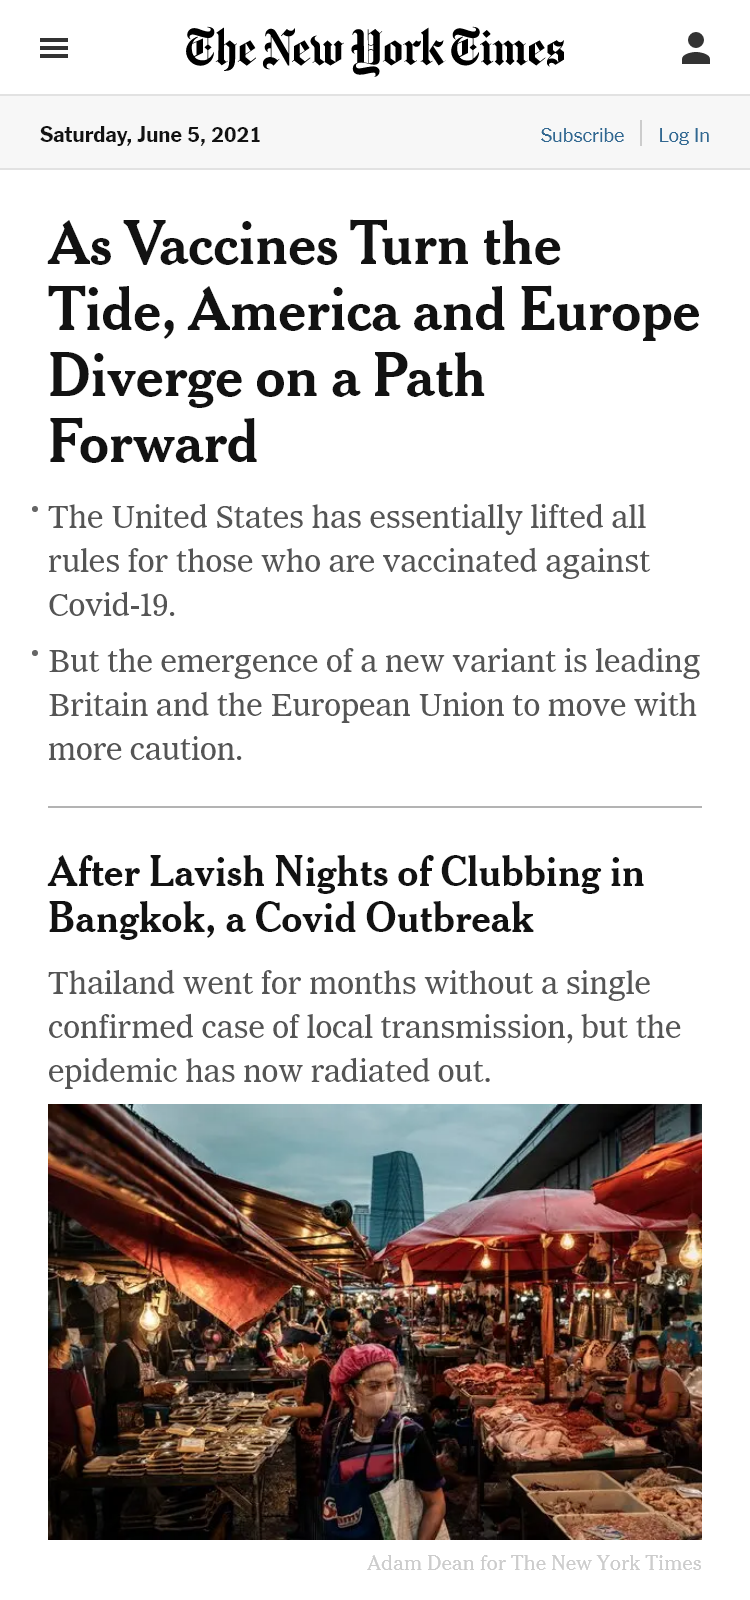 The New York Times
Saturday, June 5, 2021
Subscribe
Log In
As Vaccines Turn the
Tide, America and Europe
Diverge on a Path
Forward
• The United States has essentially lifted all
rules for those who are vaccinated against
Covid-19.
• But the emergence of a new variant is leading
Britain and the European Union to move with
more caution.
After Lavish Nights of Clubbing in
Bangkok, a Covid Outbreak
Thailand went for months without a single
confirmed case of local transmission, but the
epidemic has now radiated out.
Adam Dean for The New York Times